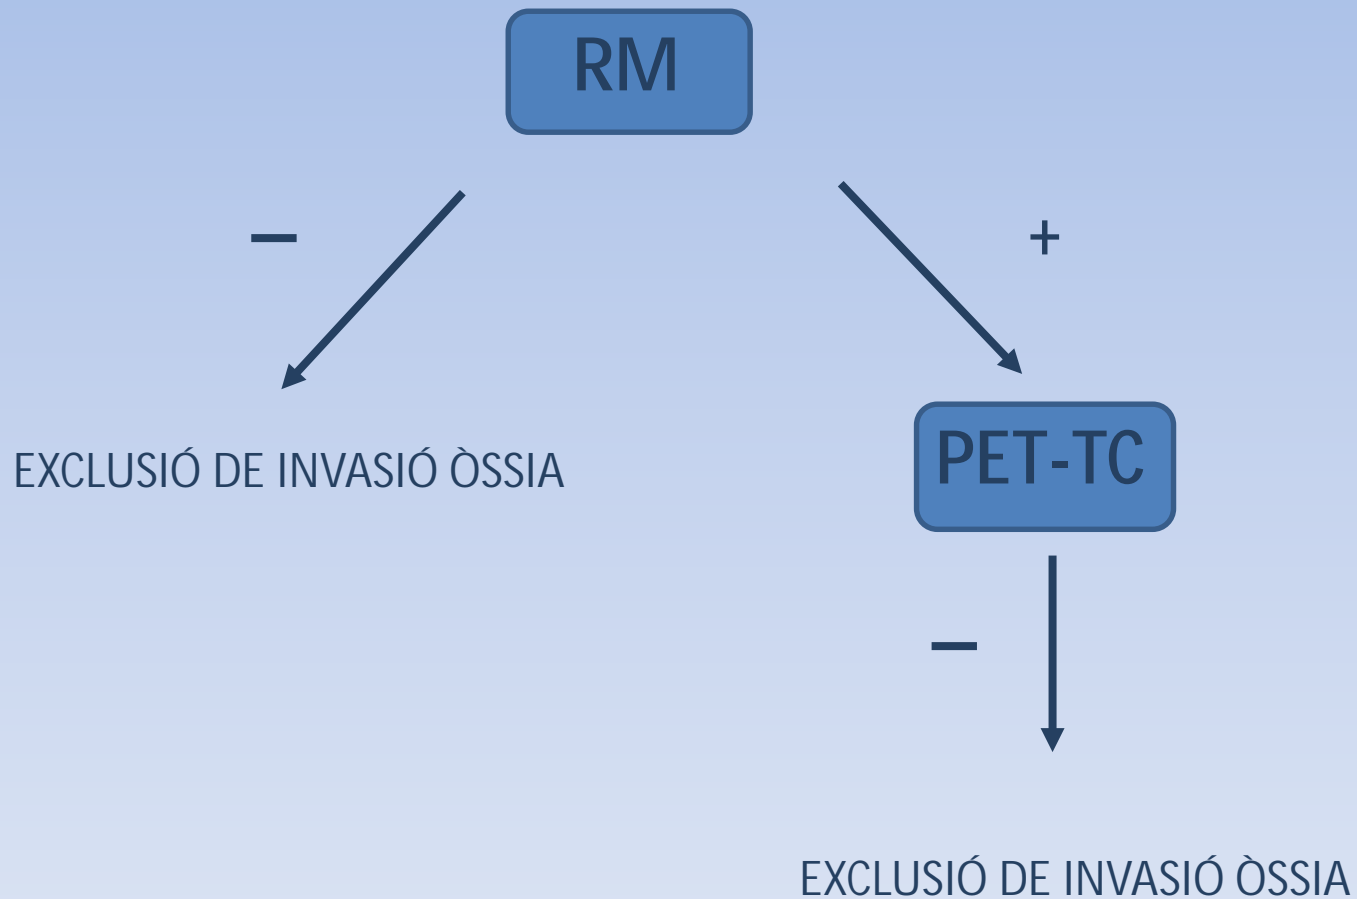 RM
–
+
EXCLUSIÓ DE INVASIÓ ÒSSIA
PET-TC
–
EXCLUSIÓ DE INVASIÓ ÒSSIA